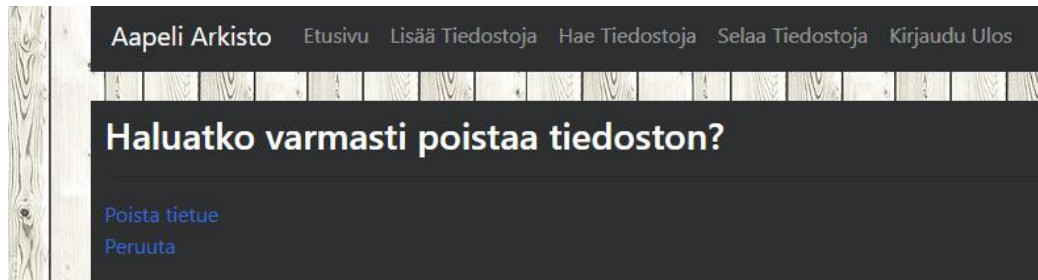 Aapeli Arkisto Etusivu Lisää Tiedostoja Hae Tiedostoja Selaa Tiedostoja Kirjaudu Ulos
Haluatko varmasti poistaa tiedoston?
Poista tietue
Peruuta